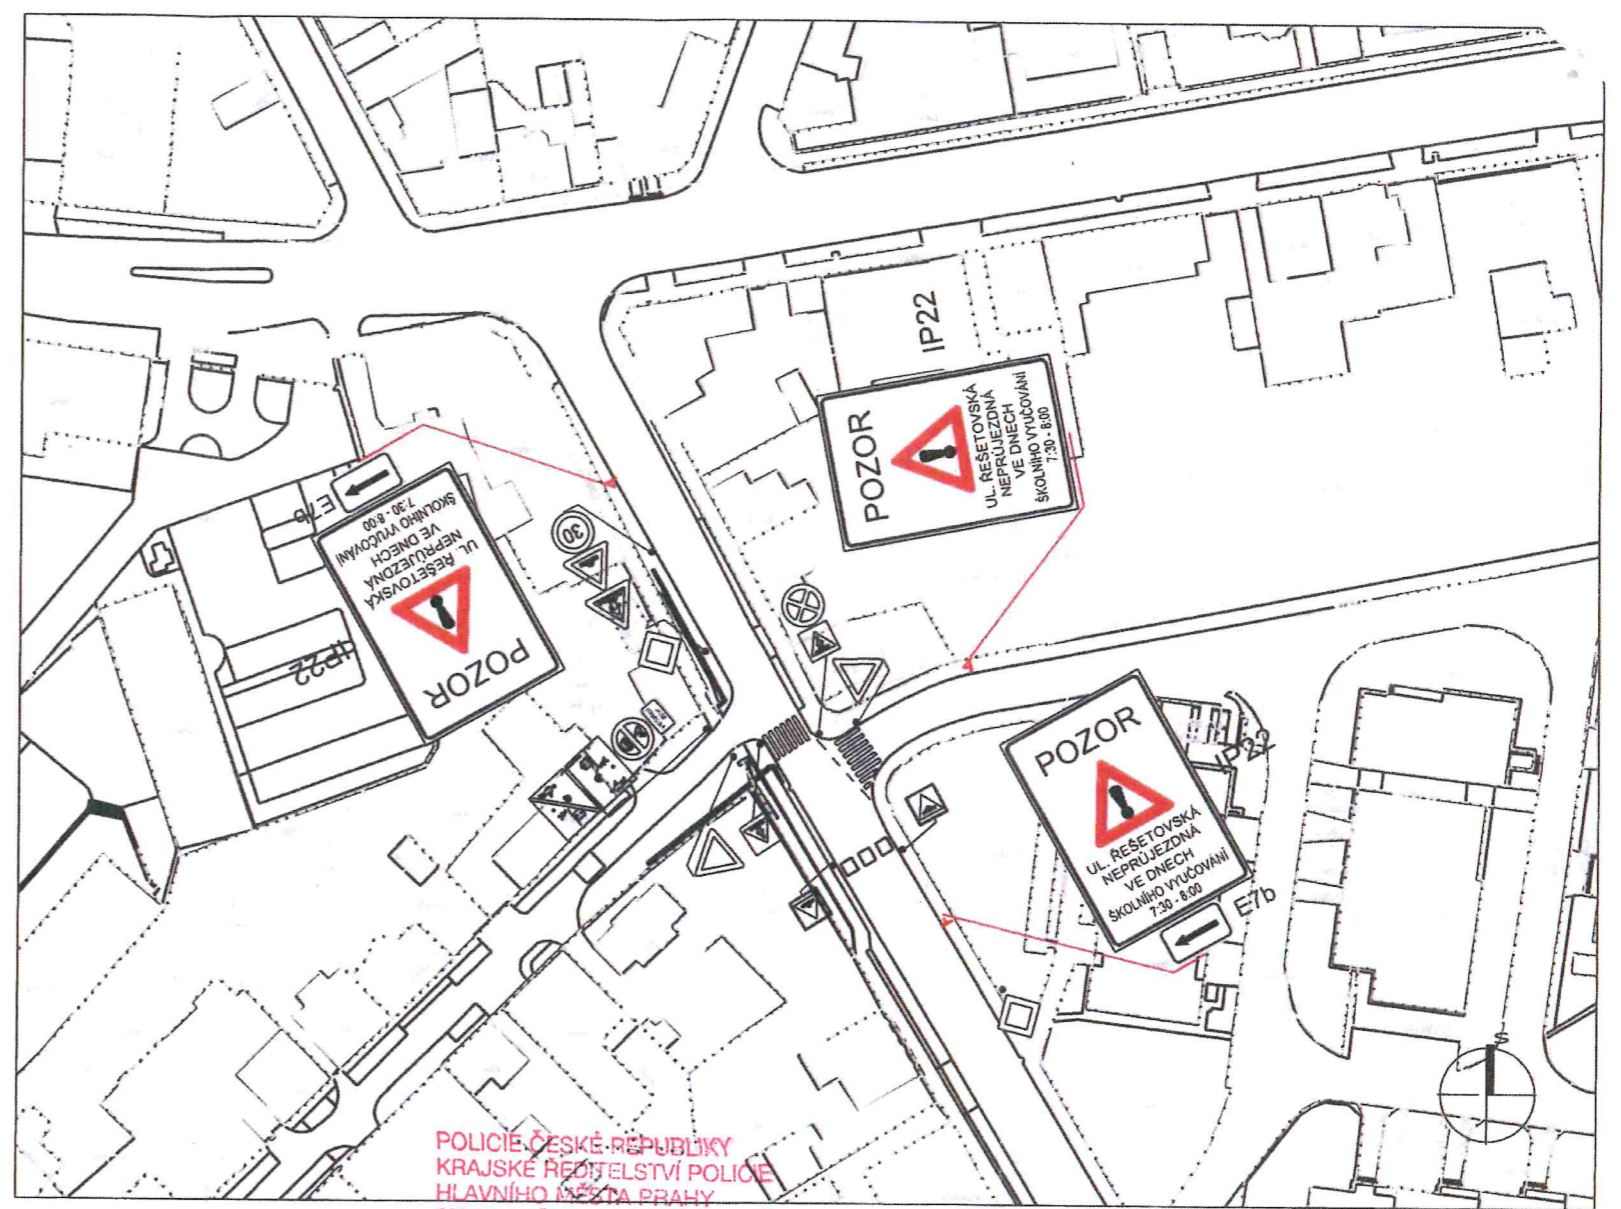 IP22
POZOR
UL. ŘEŠETOVSKÁ
NEPRŮJEZDNÁ
VE DNECH
ŠKOLNÍHO VYUČOVÁNÍ
7:30 - 8:00
E7b
IP22
POZOR
UL. ŘEŠETOVSKÁ
NEPRŮJEZDNÁ
VE DNECH
ŠKOLNÍHO VYUČOVÁNÍ
7:30 - 8:00
30
IP22
POZOR
UL. ŘEŠETOVSKÁ
NEPRŮJEZDNÁ
VE DNECH
ŠKOLNÍHO VYUČOVÁNÍ
7:30 - 8:00
E7b
S
POLICIE ČESKÉ REPUBLIKY
KRAJSKÉ ŘEDITELSTVÍ POLICIE
HLAVNÍHO MĚSTA PRAHY